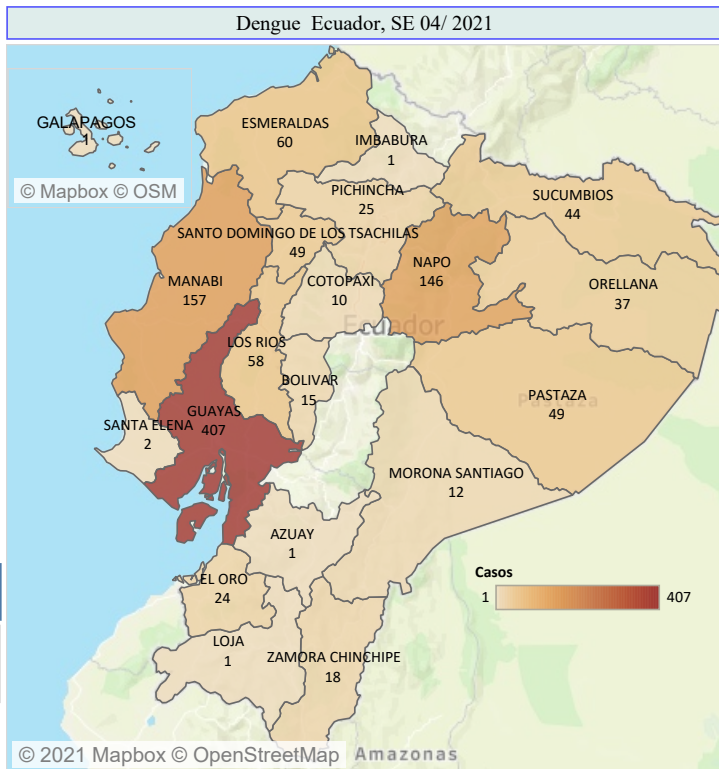 Dengue Ecuador, SE 04/ 2021
GALAPAGOS
1
© Mapbox © OSM
ESMERALDAS
60
IMBABURA
1
PICHINCHA
25
SUCUMBIOS
44
SANTO DOMINGO DE LOS TSACHILAS
49
NAPO
146
MANABI
157
COTOPAXI
10
ORELLANA
37
Ecuador
LOS RIOS
58
BOLIVAR
15
Pastaza
PASTAZA
49
GUAYAS
407
SANTA ELENA
2
MORONA SANTIAGO
12
AZUAY
1
Casos
1 407
EL ORO
24
LOJA
1
ZAMORA CHINCHIPE
18
© 2021 Mapbox © OpenStreetMap
Amazonas